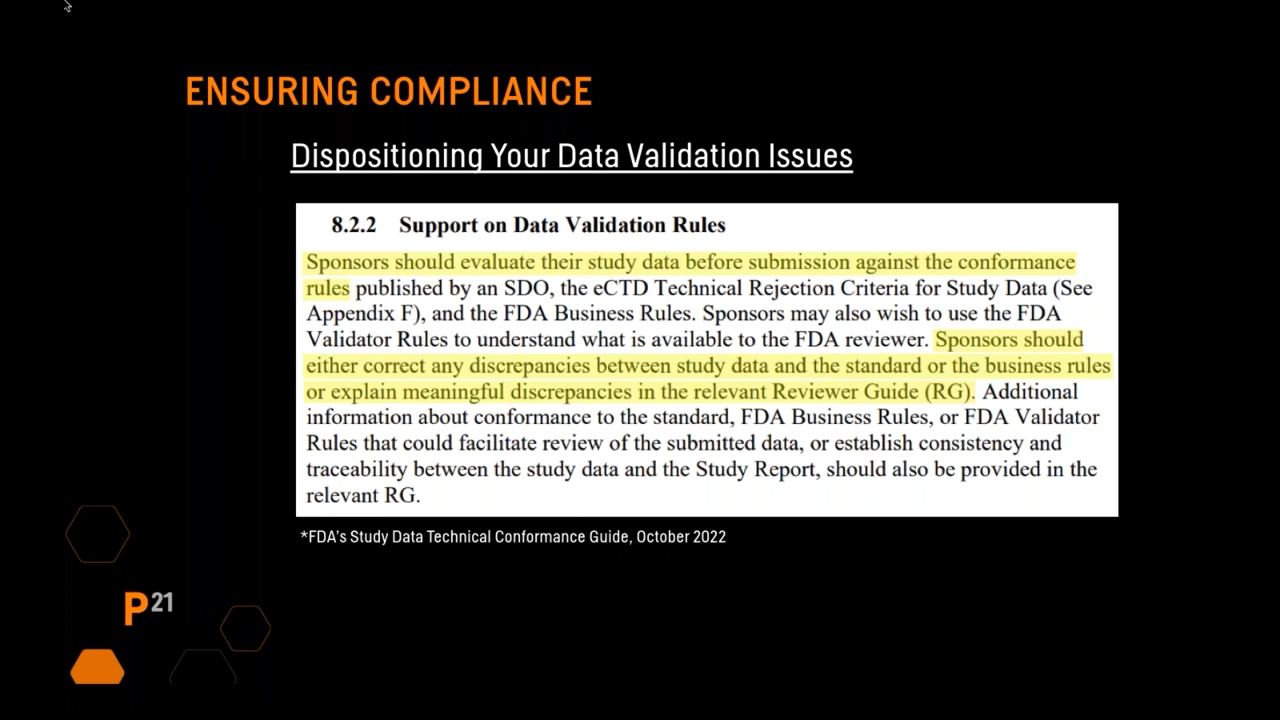 ENSURING COMPLIANCE
Dispositioning Your Data Validation Issues
8.2.2 Support on Data Validation Rules
Sponsors should evaluate their study data before submission against the conformance
rules published by an SDO, the eCTD Technical Rejection Criteria for Study Data (See
Appendix F), and the FDA Business Rules. Sponsors may also wish to use the FDA
Validator Rules to understand what is available to the FDA reviewer. Sponsors should
either correct any discrepancies between study data and the standard or the business rules
or explain meaningful discrepancies in the relevant Reviewer Guide (RG). Additional
information about conformance to the standard, FDA Business Rules, or FDA Validator
Rules that could facilitate review of the submitted data, or establish consistency and
traceability between the study data and the Study Report, should also be provided in the
relevant RG.
*FDA's Study Data Technical Conformance Guide, October 2022
P21